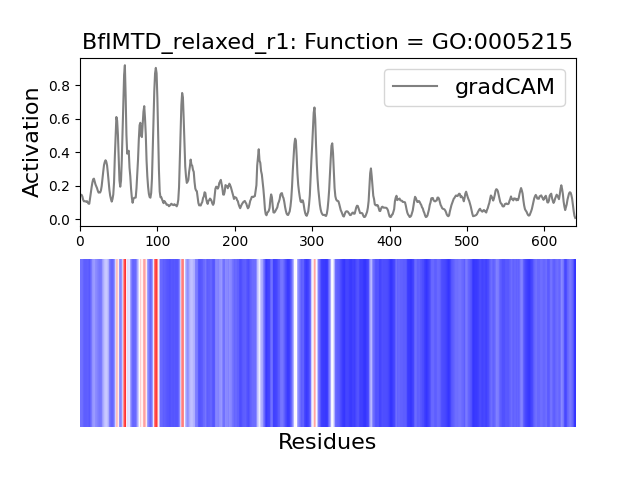 BfIMTD_relaxed_r1: Function = GO:0005215
Activation
0.8
0.6
0.4
0.2
0.0
gradCAM
0 100 200 300 400 500 600
Residues